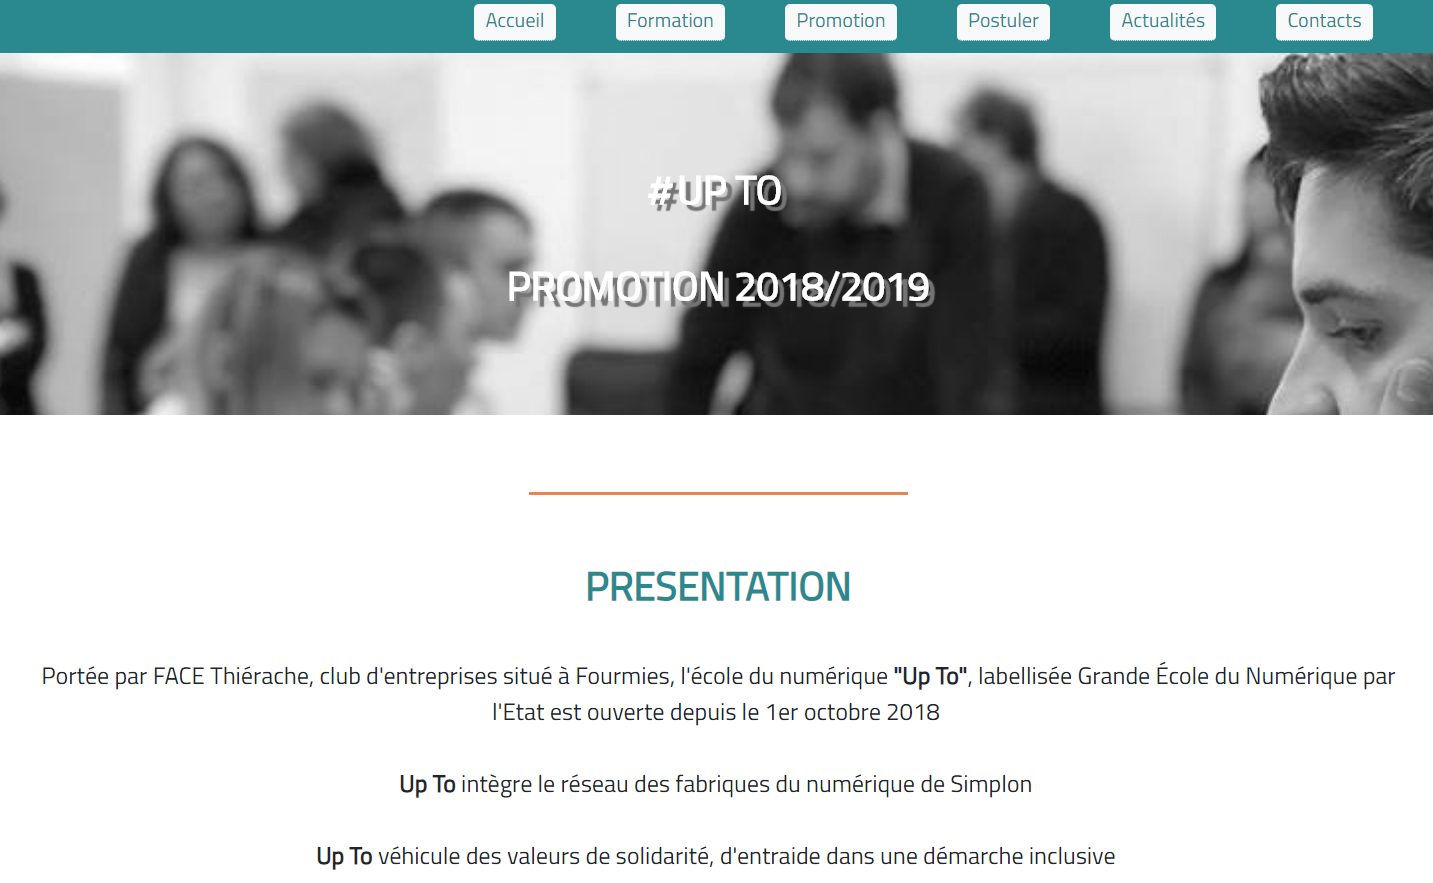 Accueil Formation Promotion Postuler Actualités Contacts
#UP TO
PROMOTION 2018/2019
PRESENTATION
Portée par FACE Thiérache, club d'entreprises situé à Fourmies, l'école du numérique "Up To", labellisée Grande École du Numérique par
l'Etat est ouverte depuis le 1er octobre 2018
Up To intègre le réseau des fabriques du numérique de Simplon
Up To véhicule des valeurs de solidarité, d'entraide dans une démarche inclusive